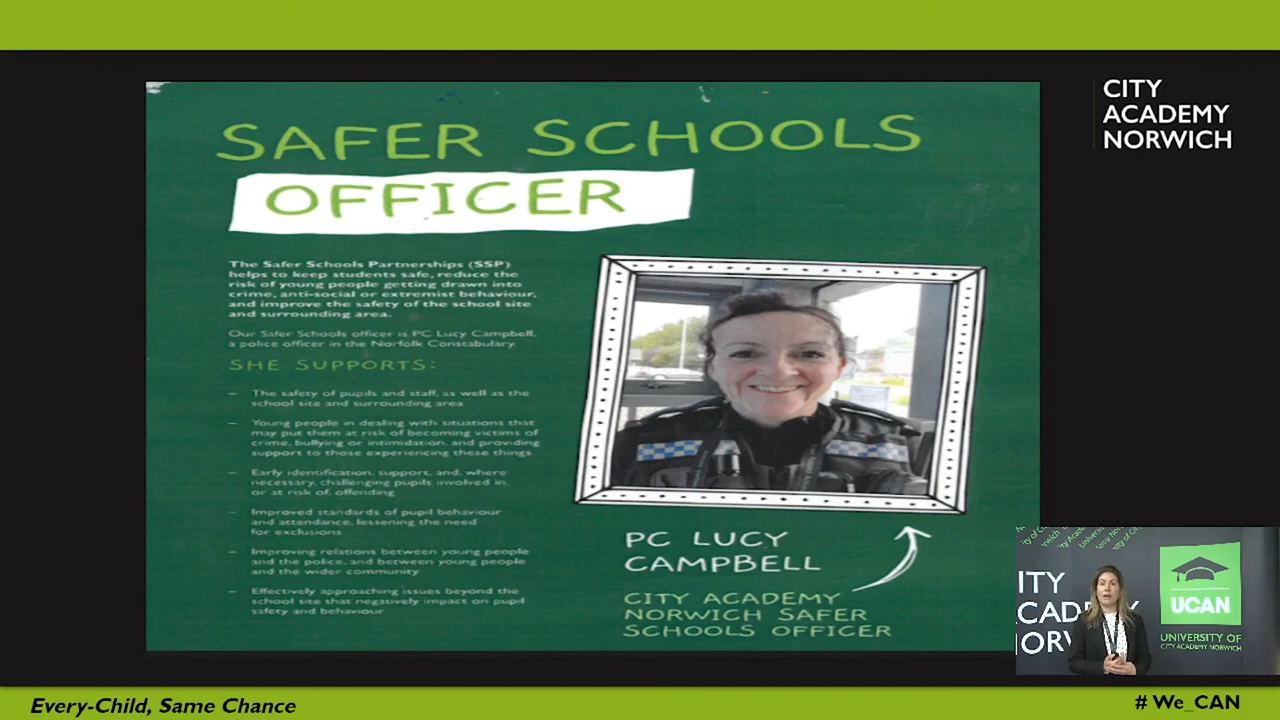 CITY
ACADEMY
NORWICH
SAFER SCHOOLS
OFFICER
The Safer Schools Partnerships (SSP)
helps to keep students safe, reduce the
risk of young people getting drawn into
crime, anti-social or extremist behaviour,
and improve the safety of the school site
and surrounding area.
Our Safer Schools officer is PC Lucy Campbell,
a police officer in the Norfolk Constabulary.
SHE SUPPORTS:
– The safety of pupils and staff, as well as the
school site and surrounding area
– Young people in dealing with situations that
may put them at risk of becoming victims of
crime, bullying or intimidation, and providing
support to those experiencing these things
– Early identification, support, and, where
necessary, challenging pupils involved in,
or at risk of, offending
– Improved standards of pupil behaviour
and attendance, lessening the need
for exclusions
– Improving relations between young people
and the police, and between young people
and the wider community
– Effectively approaching issues beyond the
school site that negatively impact on pupil
safety and behaviour
PC LUCY
CAMPBELL
CITY ACADEMY
NORWICH SAFER
SCHOOLS OFFICER
ITY
CADE
ORW
UCAN
UNIVERSITY OF
CITY ACADEMY NORWICH
Every-Child, Same Chance
# We_CAN